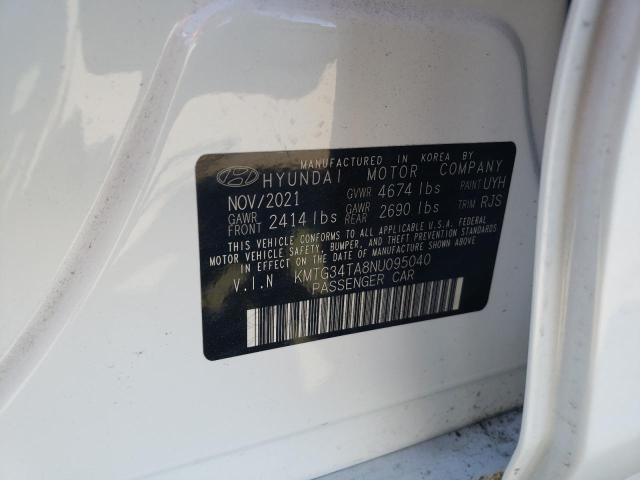 MANUFACTURED IN KOREA BY
HYUNDAI MOTOR COMPANY
NOV/2021 GVWR 4674 lbs PAINT UYH
GAWR FRONT 2414 lbs GAWR REAR 2690 lbs TRIM RJS
THIS VEHICLE CONFORMS TO ALL APPLICABLE U.S.A. FEDERAL
MOTOR VEHICLE SAFETY, BUMPER, AND THEFT PREVENTION
STANDARDS IN EFFECT ON THE DATE OF MANUFACTURE SHOWN ABOVE.
V.I.N KMTG34TA8NU095040
PASSENGER CAR